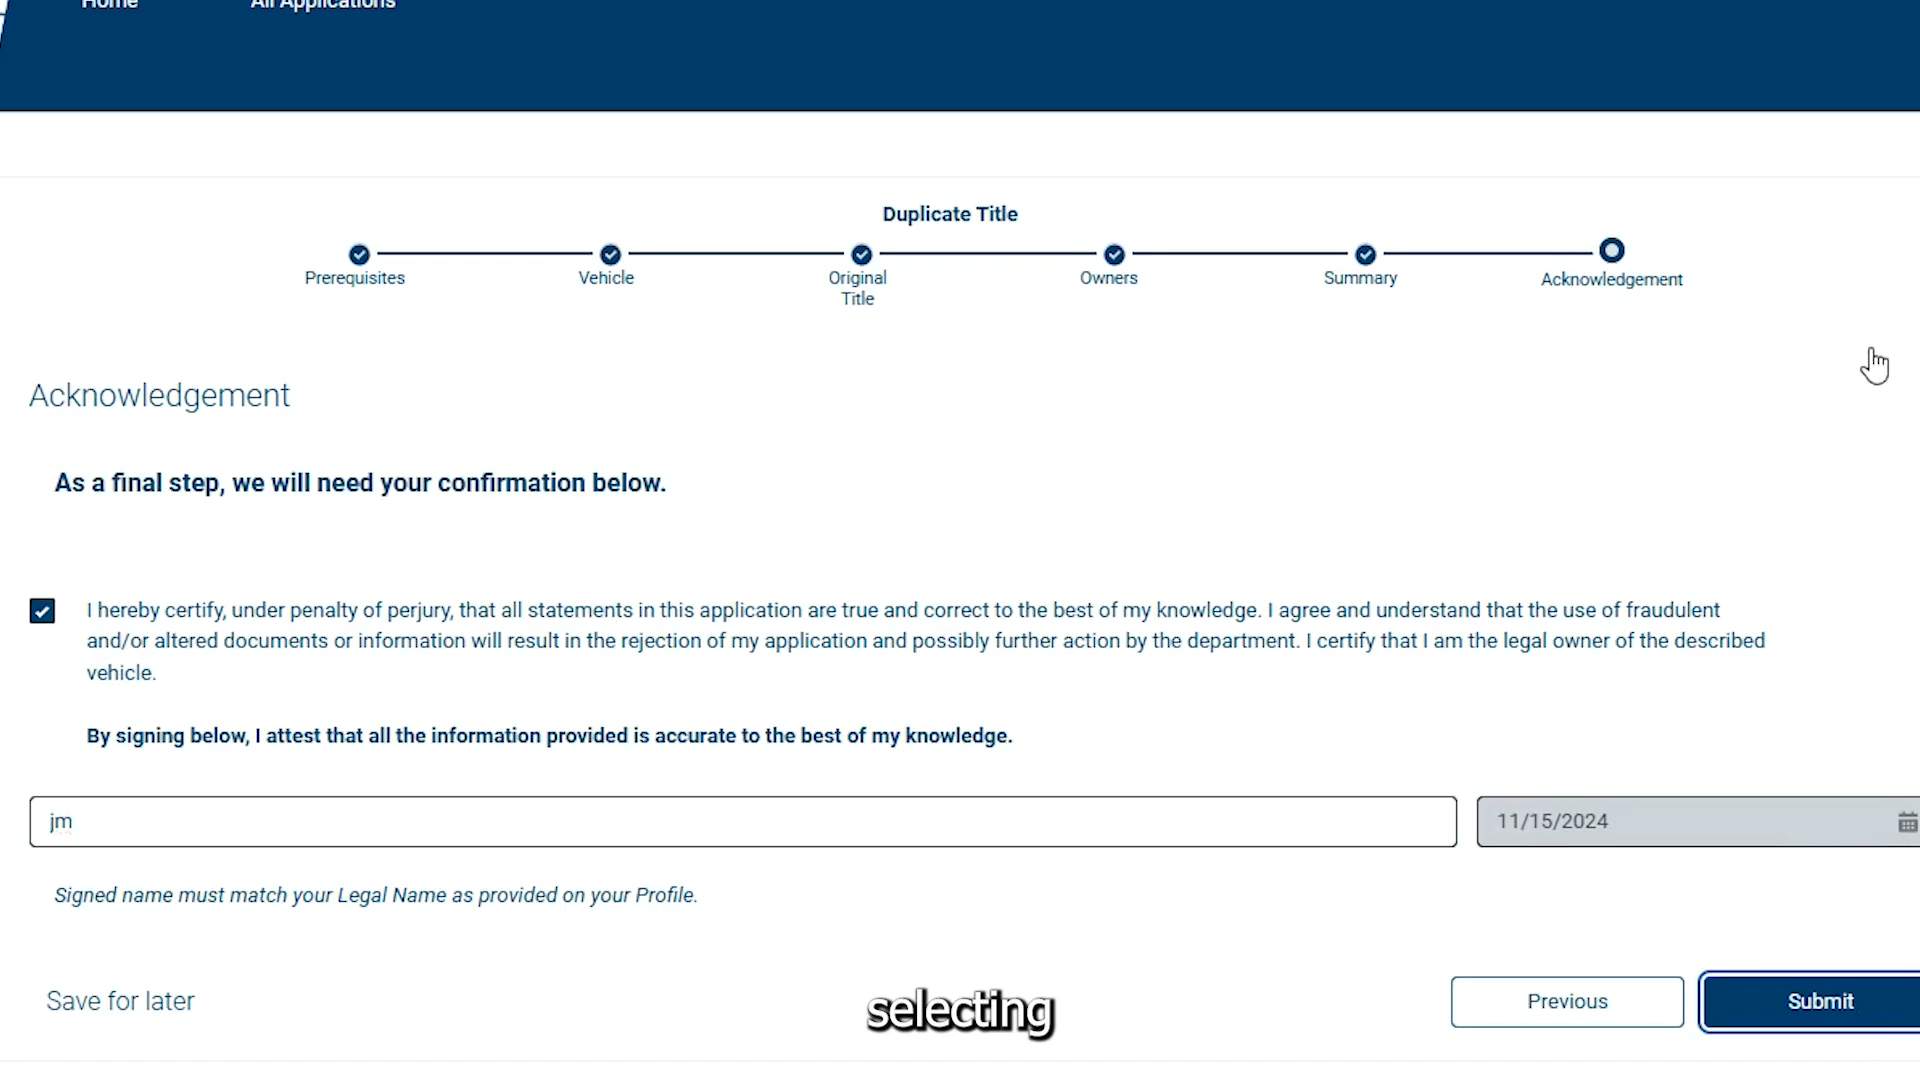 Home
All Applications
Duplicate Title
Prerequisites
Vehicle
Original
Title
Owners
Summary
Acknowledgement
Acknowledgement
As a final step, we will need your confirmation below.
I hereby certify, under penalty of perjury, that all statements in this application are true and correct to the best of my knowledge. I agree and understand that the use of fraudulent
and/or altered documents or information will result in the rejection of my application and possibly further action by the department. I certify that I am the legal owner of the described
vehicle.
By signing below, I attest that all the information provided is accurate to the best of my knowledge.
jm
11/15/2024
Signed name must match your Legal Name as provided on your Profile.
Save for later
selecting
Previous
Submit